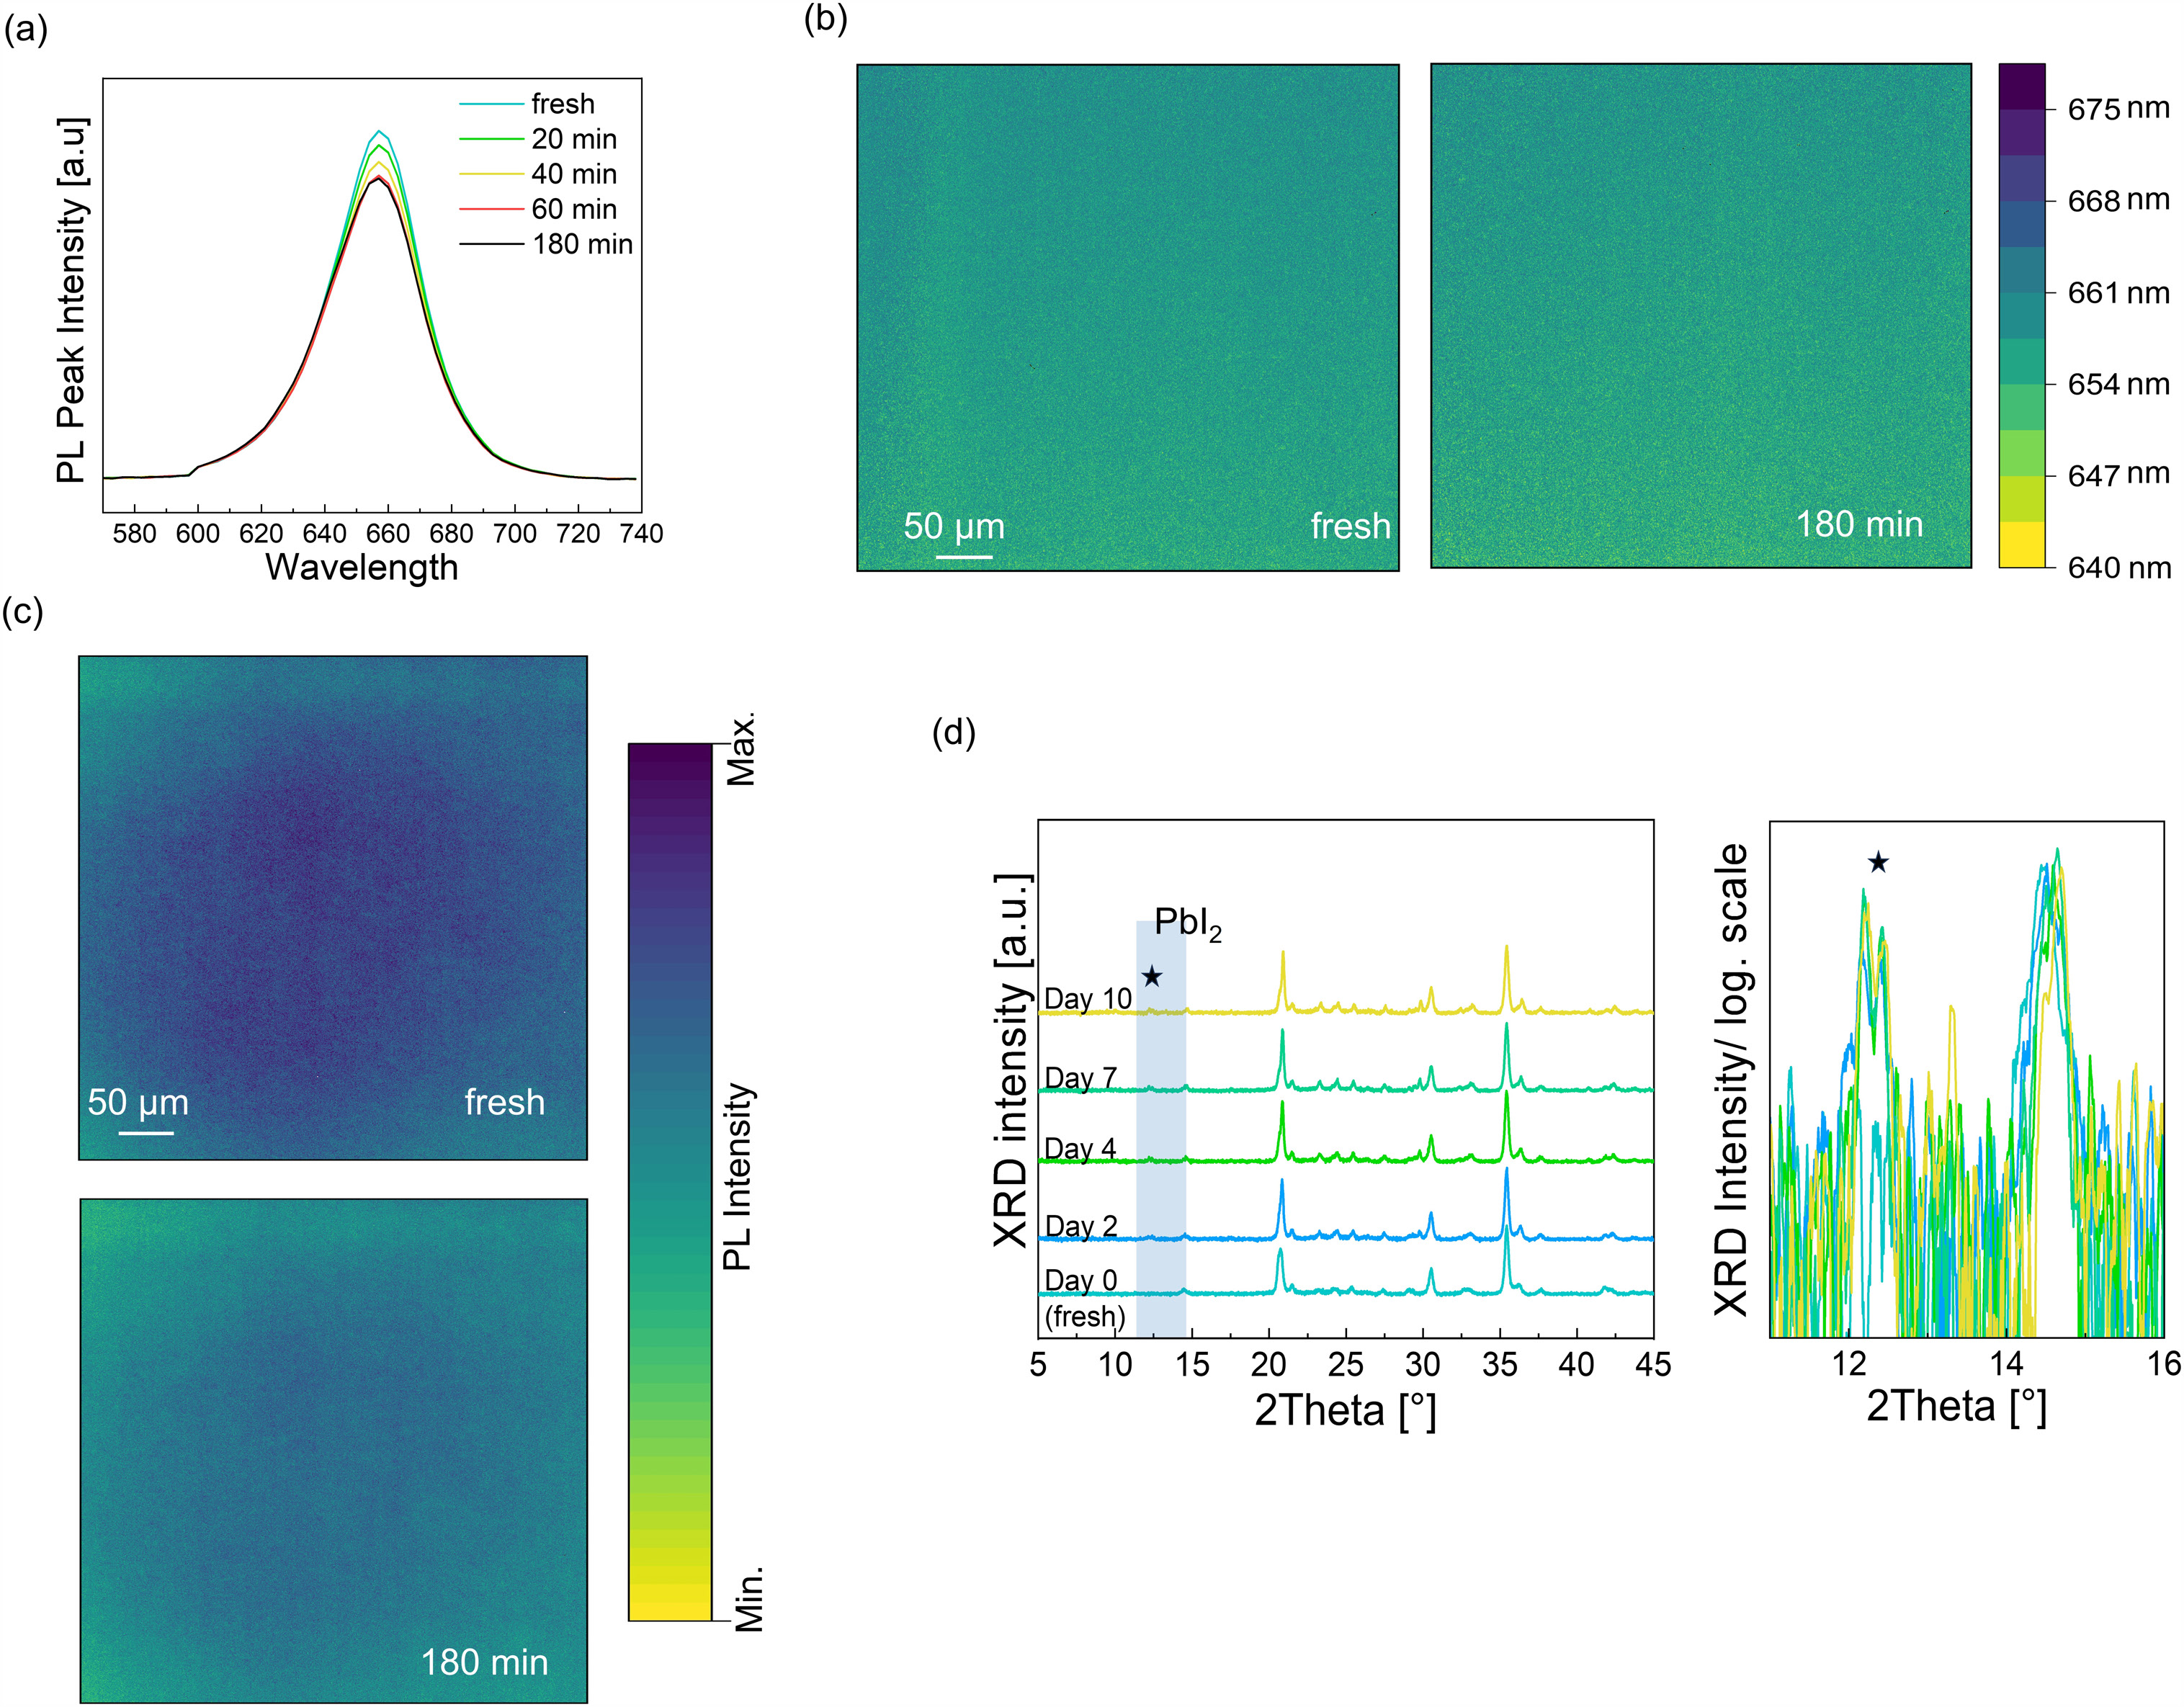 (a)
PL Peak Intensity [a.u]
fresh
20 min
40 min
60 min
180 min
580 600 620 640 660 680 700 720 740
Wavelength
(b)
50 µm
fresh
180 min
675 nm
668 nm
661 nm
654 nm
647 nm
640 nm
(c)
50 µm
fresh
180 min
Max.
PL Intensity
Min.
(d)
XRD intensity [a.u.]
PbI2
★
Day 10
Day 7
Day 4
Day 2
Day 0
(fresh)
5 10 15 20 25 30 35 40 45
2Theta [°]
XRD Intensity/ log. scale
★
12 14 16
2Theta [°]